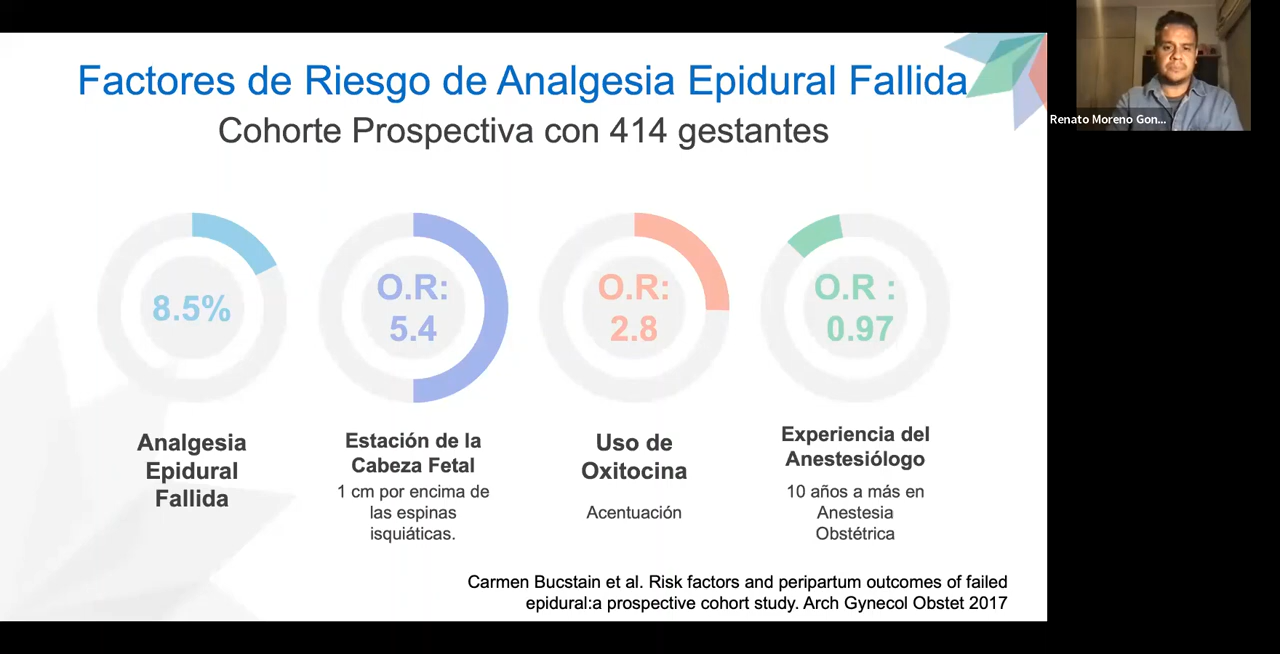 Factores de Riesgo de Analgesia Epidural Fallida
Cohorte Prospectiva con 414 gestantes
Renato Moreno Gon...
8.5%
O.R:
5.4
O.R:
2.8
O.R :
0.97
Analgesia
Epidural
Fallida
Estación de la
Cabeza Fetal
1 cm por encima de
las espinas
isquiáticas.
Uso de
Oxitocina
Acentuación
Experiencia del
Anestesiólogo
10 años a más en
Anestesia
Obstétrica
Carmen Bucstain et al. Risk factors and peripartum outcomes of failed
epidural:a prospective cohort study. Arch Gynecol Obstet 2017